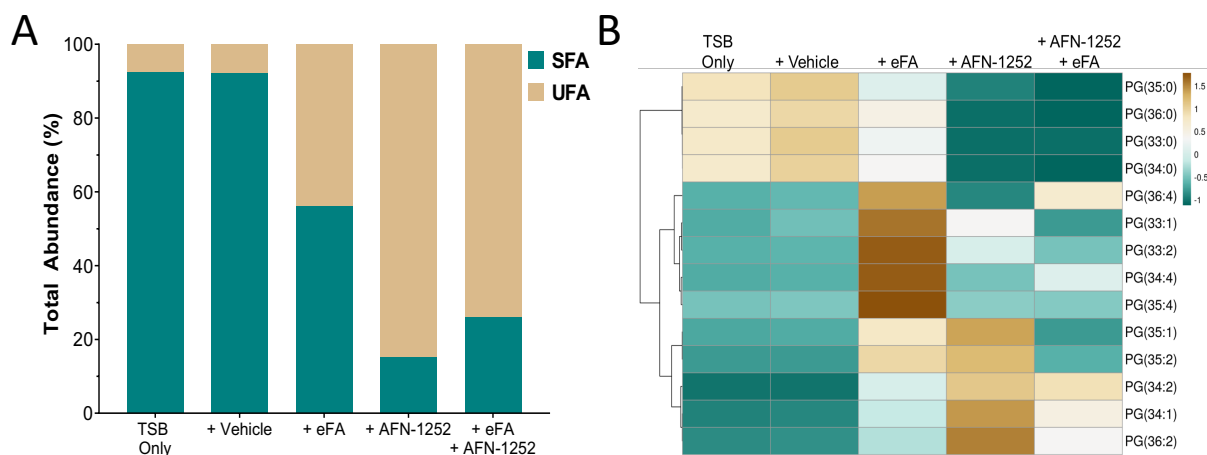 A
Total Abundance (%)
100
80
60
40
20
0
TSB
Only
+ Vehicle
+ eFA
+ AFN-1252
+ eFA
+ AFN-1252
SFA
UFA
B
TSB
Only
+ Vehicle
+ eFA
+ AFN-1252
+ AFN-1252
+ eFA
PG(35:0)
PG(36:0)
PG(33:0)
PG(34:0)
PG(36:4)
PG(33:1)
PG(33:2)
PG(34:4)
PG(35:4)
PG(35:1)
PG(35:2)
PG(34:2)
PG(34:1)
PG(36:2)
1.5
1
0.5
0
-0.5
-1